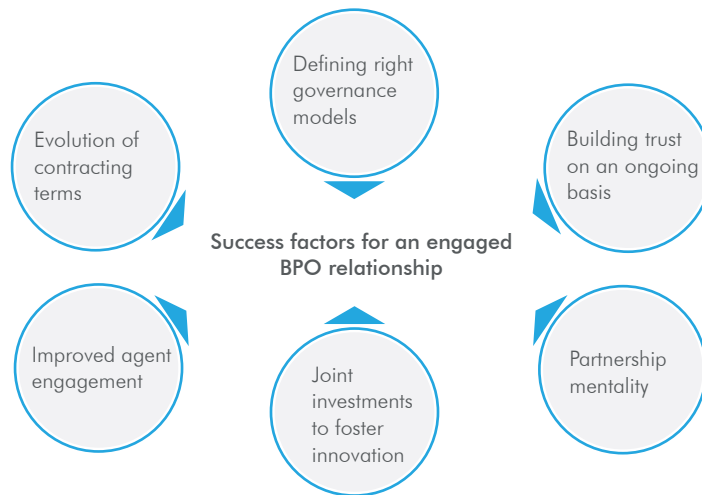 Defining right
governance
models
Evolution of
contracting
terms
Building trust
on an ongoing
basis
Success factors for an engaged
BPO relationship
Improved agent
engagement
Joint
investments
to foster
innovation
Partnership
mentality